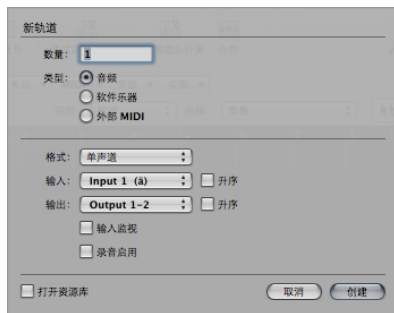 新轨道
数量: 1
类型: 音频
软件乐器
外部 MIDI
格式: 单声道
输入: Input 1 (ä) 升序
输出: Output 1-2 升序
输入监视
录音启用
打开资源库 取消 创建